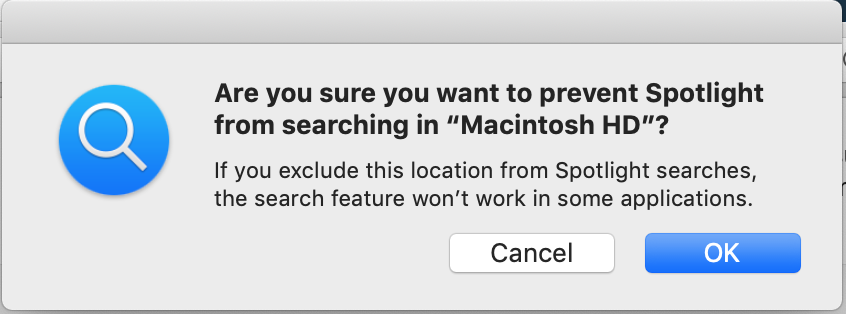 Are you sure you want to prevent Spotlight
from searching in “Macintosh HD”?
If you exclude this location from Spotlight searches,
the search feature won’t work in some applications.
Cancel
OK